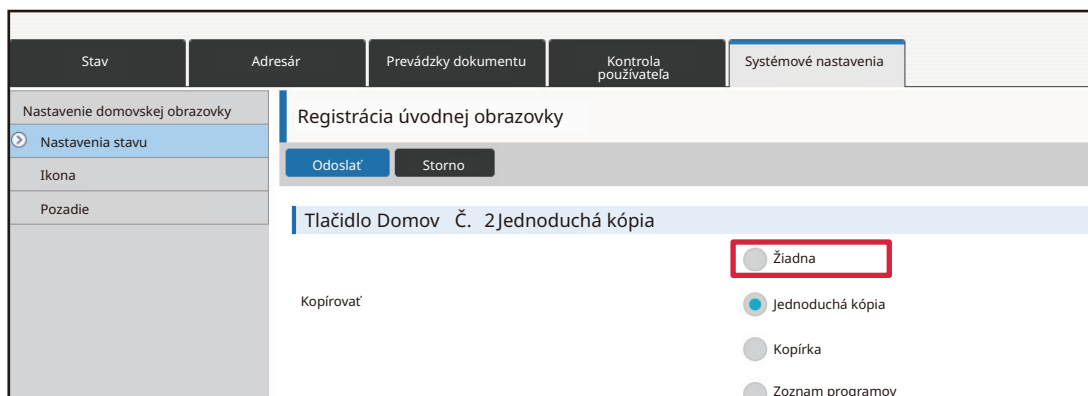 Stav
Adresár
Prevádzky dokumentu
Kontrola
používateľa
Systémové nastavenia
Nastavenie domovskej obrazovky
Nastavenia stavu
Ikona
Pozadie
Registrácia úvodnej obrazovky
Odoslať
Storno
Tlačidlo Domov Č. 2 Jednoduchá kópia
Kopírovať
Žiadna
Jednoduchá kópia
Kopírka
Zoznam programov